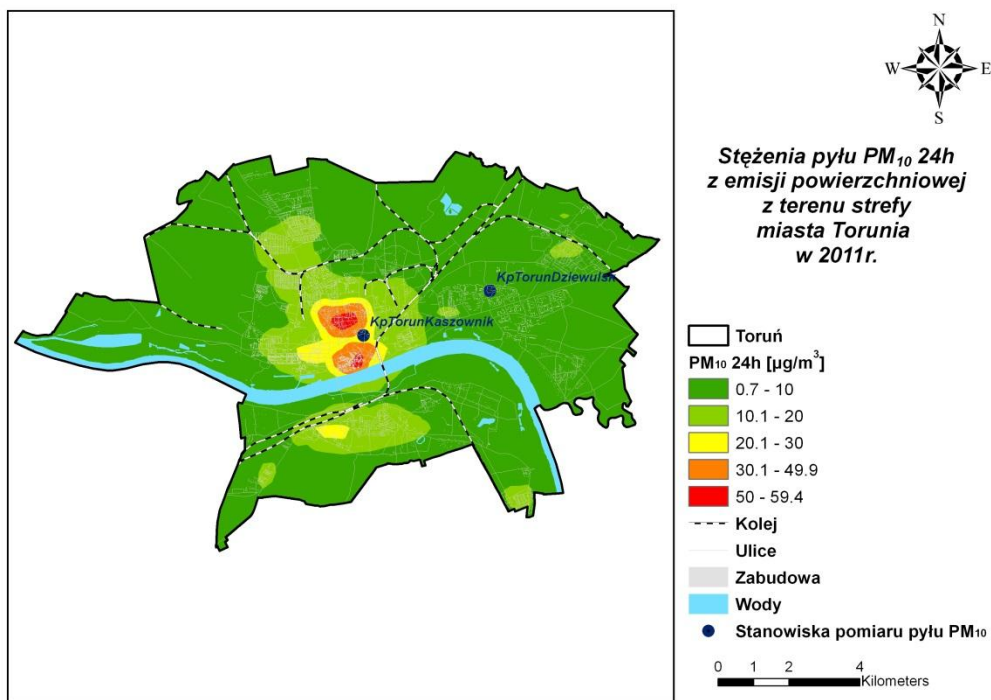 N
W E
S
Stężenia pyłu PM10 24h
z emisji powierzchniowej
z terenu strefy
miasta Torunia
w 2011r.
KpTorunDziewulsk
KpTorunKaszownik
Toruń
PM10 24h [µg/m³]
0.7 - 10
10.1 - 20
20.1 - 30
30.1 - 49.9
50 - 59.4
Kolej
Ulice
Zabudowa
Wody
Stanowiska pomiaru pyłu PM10
0 1 2 4
Kilometers